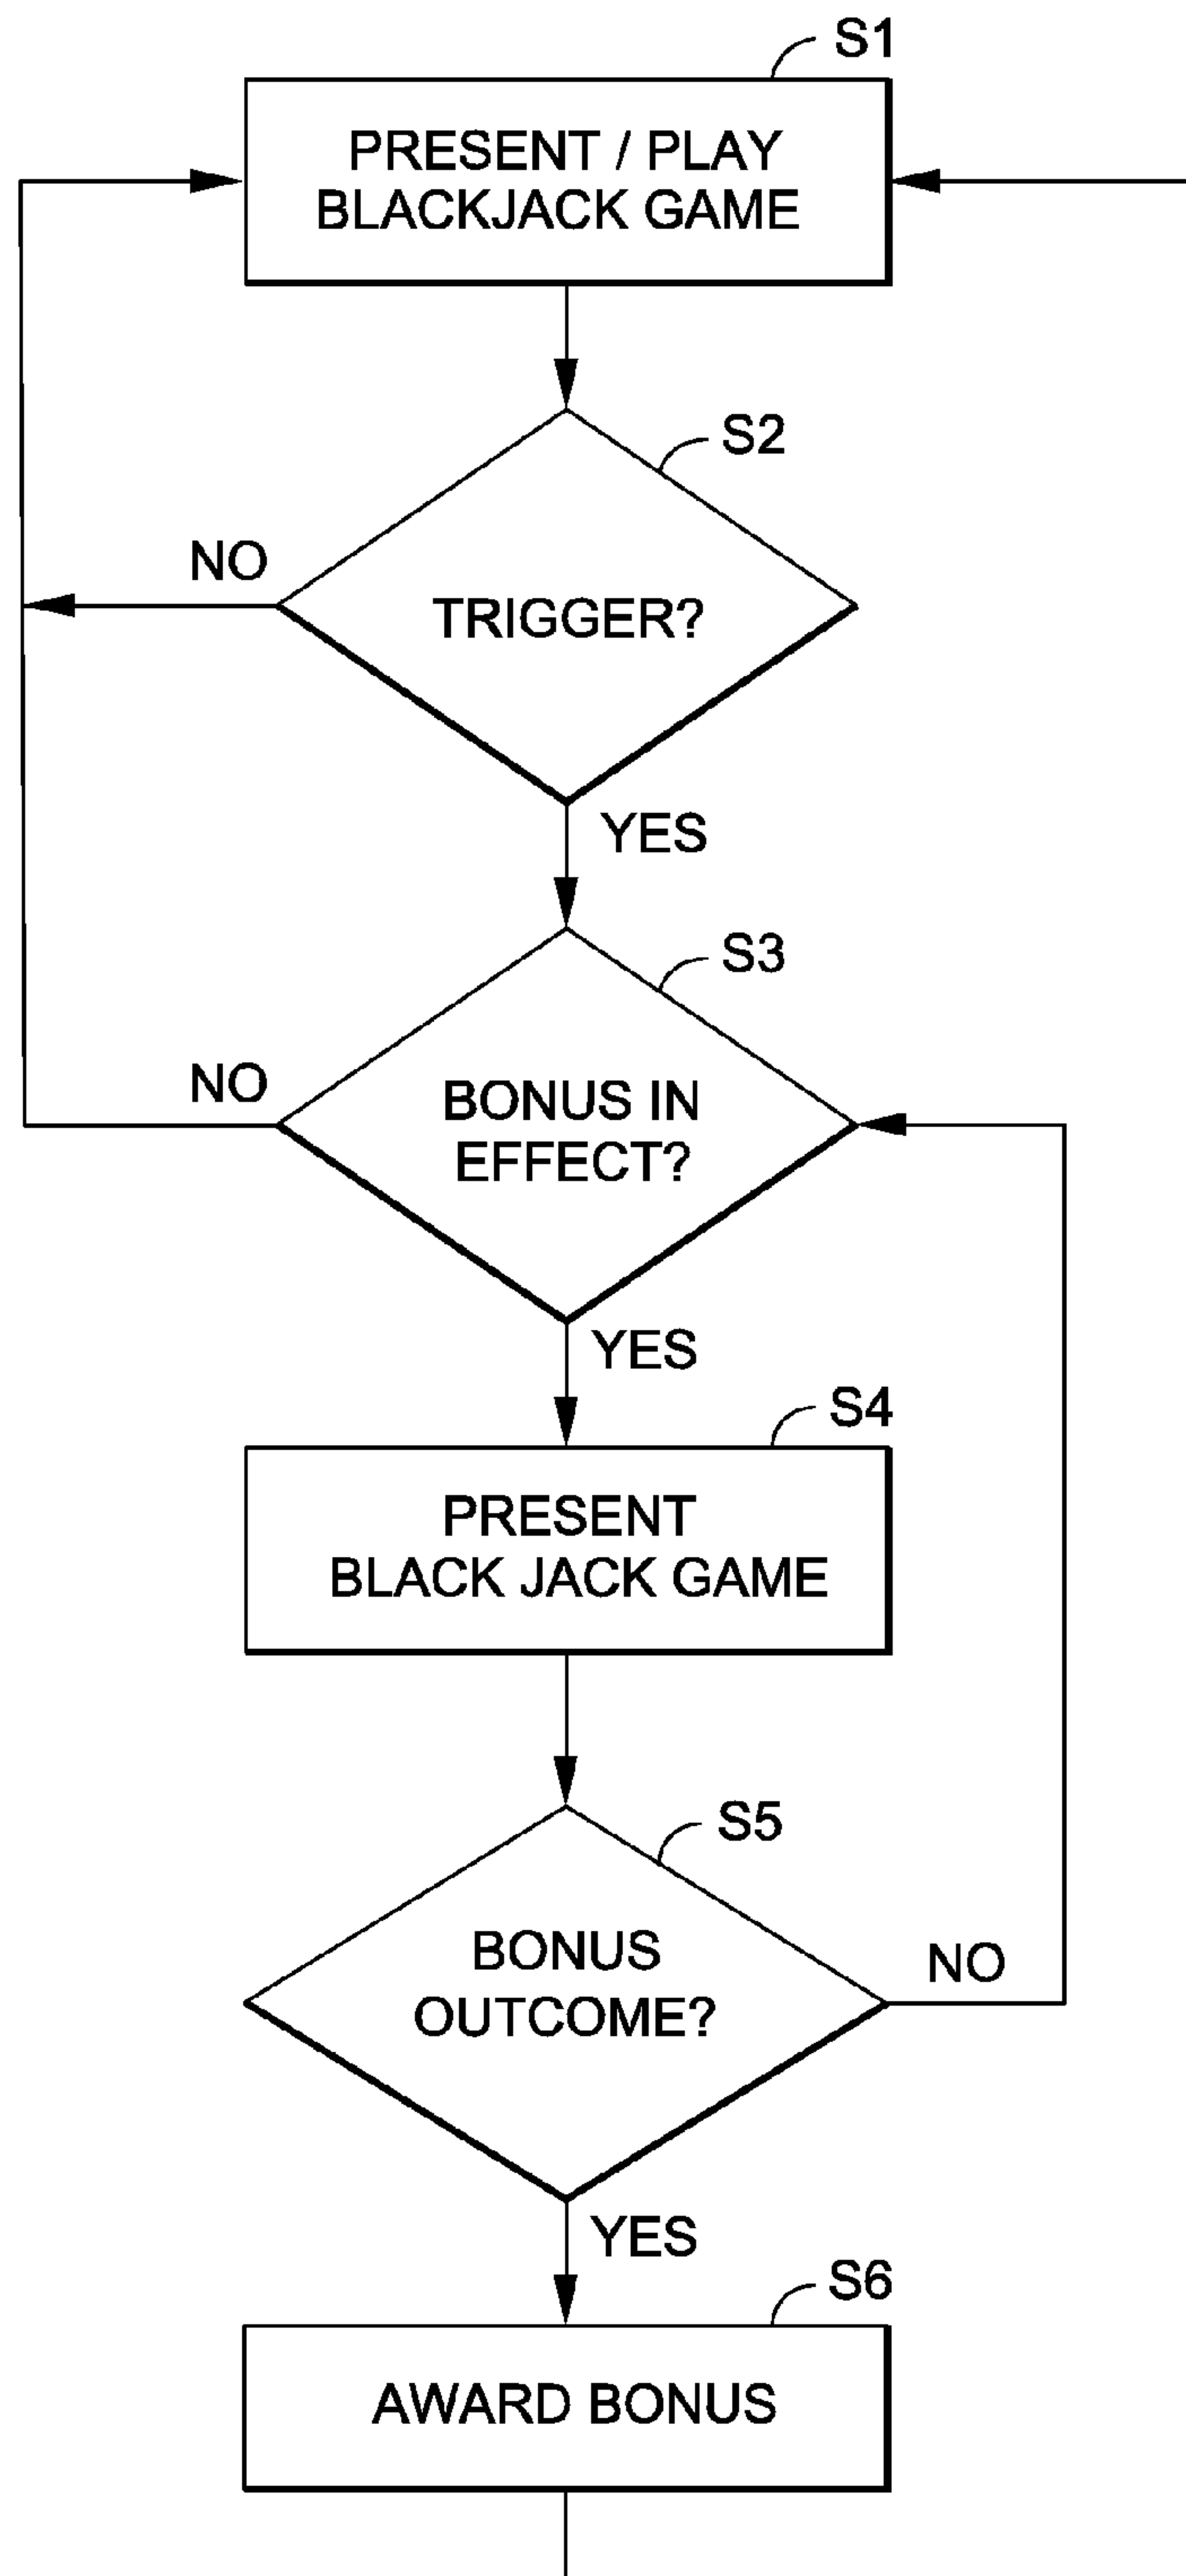 S1
PRESENT / PLAY
BLACKJACK GAME
S2
NO
TRIGGER?
YES
S3
NO
BONUS IN
EFFECT?
YES
S4
PRESENT
BLACK JACK GAME
S5
BONUS
OUTCOME?
NO
YES
S6
AWARD BONUS